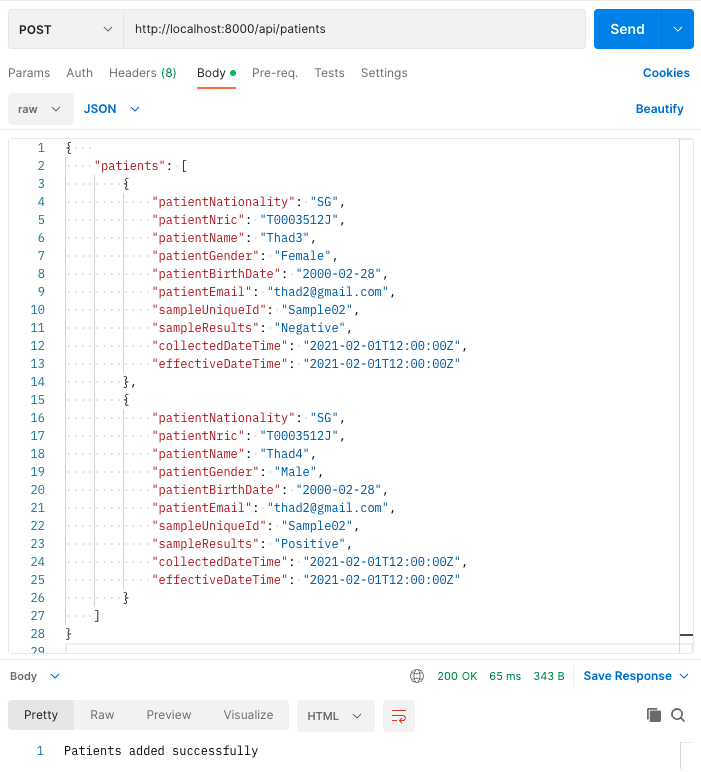 POST http://localhost:8000/api/patients Send
Params Auth Headers (8) Body Pre-req. Tests Settings Cookies
raw JSON Beautify
1 {
2 "patients": [
3 {
4 "patientNationality": "SG",
5 "patientNric": "T0003512J",
6 "patientName": "Thad3",
7 "patientGender": "Female",
8 "patientBirthDate": "2000-02-28",
9 "patientEmail": "thad2@gmail.com",
10 "sampleUniqueId": "Sample02",
11 "sampleResults": "Negative",
12 "collectedDateTime": "2021-02-01T12:00:00Z",
13 "effectiveDateTime": "2021-02-01T12:00:00Z"
14 },
15 {
16 "patientNationality": "SG",
17 "patientNric": "T0003512J",
18 "patientName": "Thad4",
19 "patientGender": "Male",
20 "patientBirthDate": "2000-02-28",
21 "patientEmail": "thad2@gmail.com",
22 "sampleUniqueId": "Sample02",
23 "sampleResults": "Positive",
24 "collectedDateTime": "2021-02-01T12:00:00Z",
25 "effectiveDateTime": "2021-02-01T12:00:00Z"
26 }
27 ]
28 }
29
Body 200 OK 65 ms 343 B Save Response
Pretty Raw Preview Visualize HTML
1 Patients added successfully